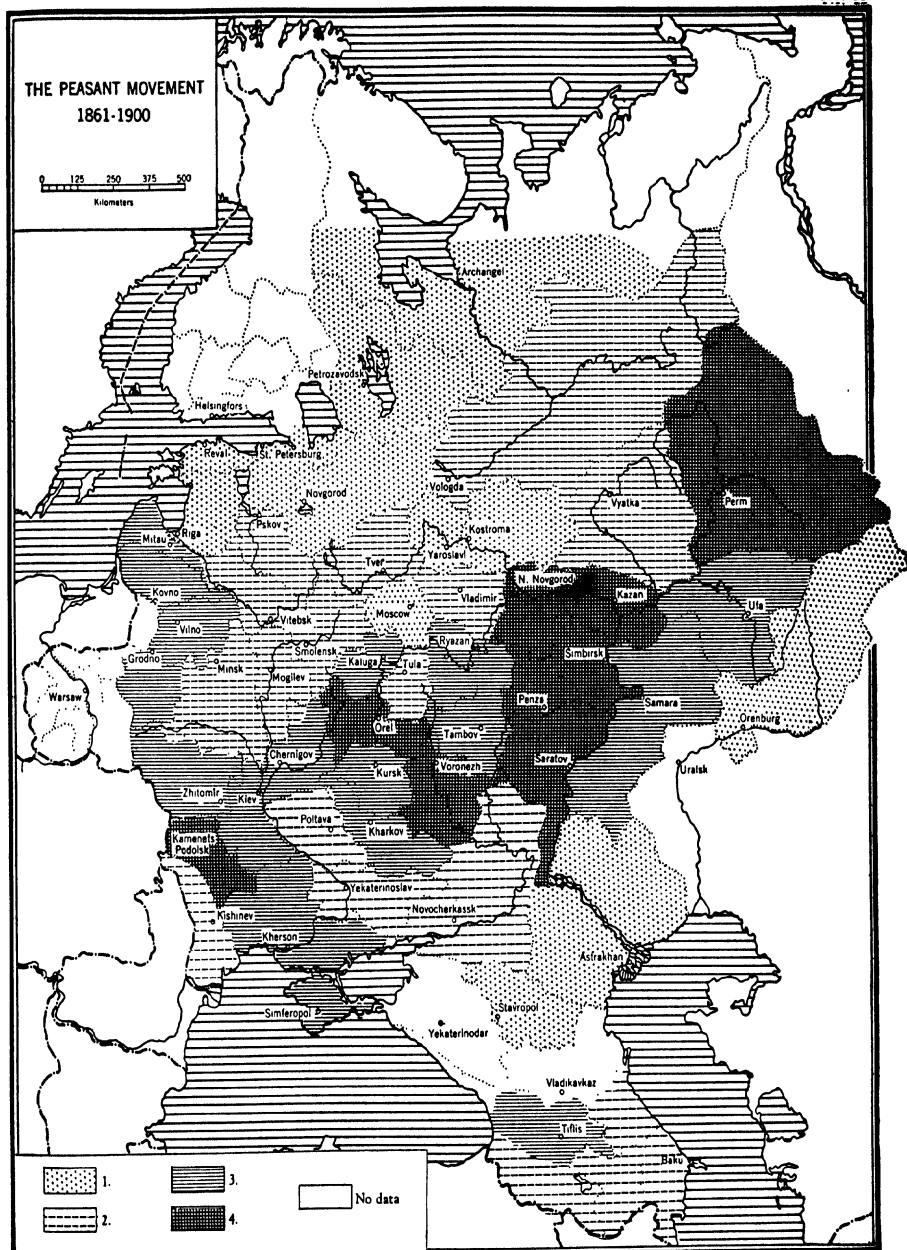 THE PEASANT MOVEMENT
1861-1900
0 125 250 375 500
Kilometers
Archangel
Petrozavodsk
Helsingfors
Reval
St. Petersburg
Novgorod
Vologda
Vyatka
Perm
Pskov
Kostroma
Riga
Mitau
Yaroslavl
Tver
N. Novgorod
Kazan
Vladimir
Kovno
Moscow
Ufa
Vitebsk
Vilno
Ryazan
Smolensk
Simbirsk
Grodno
Minsk
Kaluga
Tula
Mogilev
Warsaw
Penza
Samara
Orel
Orenburg
Tambov
Chernigov
Voronezh
Saratov
Kursk
Uralsk
Zhitomir
Kiev
Poltava
Kharkov
Kamenets
Podolsk
Yekaterinoslav
Kishinev
Novocherkassk
Kherson
Astrakhan
Simferopol
Stavropol
Yekaterinodar
Vladikavkaz
Tiflis
Baku
1.
3.
No data
2.
4.